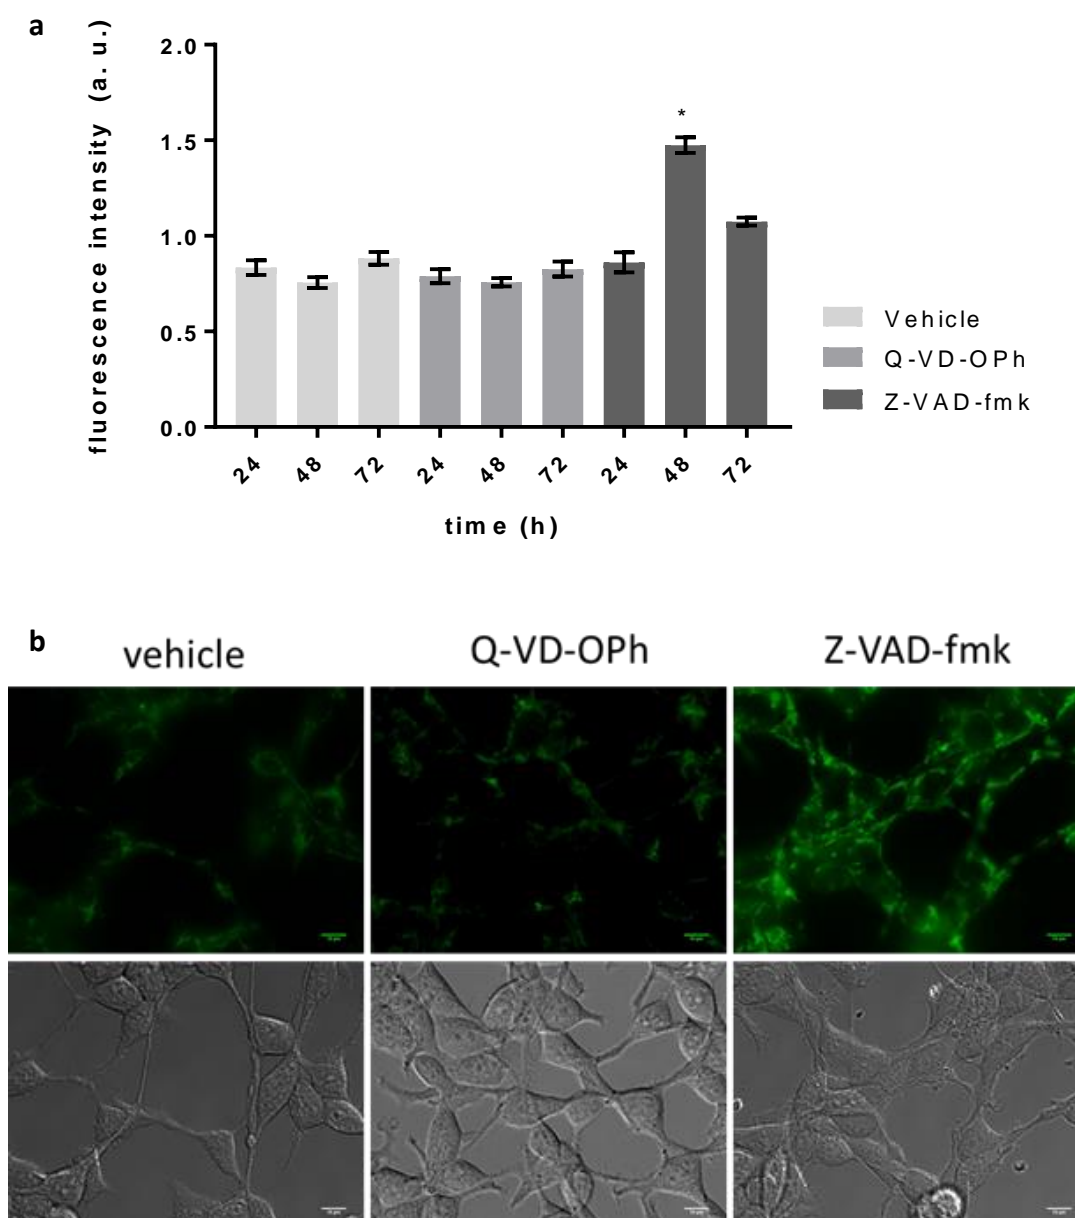 a
fluorescence intensity (a. u.)
2.0
1.5
1.0
0.5
0.0
*
24 48 72 24 48 72 24 48 72
time (h)
Vehicle
Q-VD-OPh
Z-VAD-fmk
b
vehicle Q-VD-OPh Z-VAD-fmk